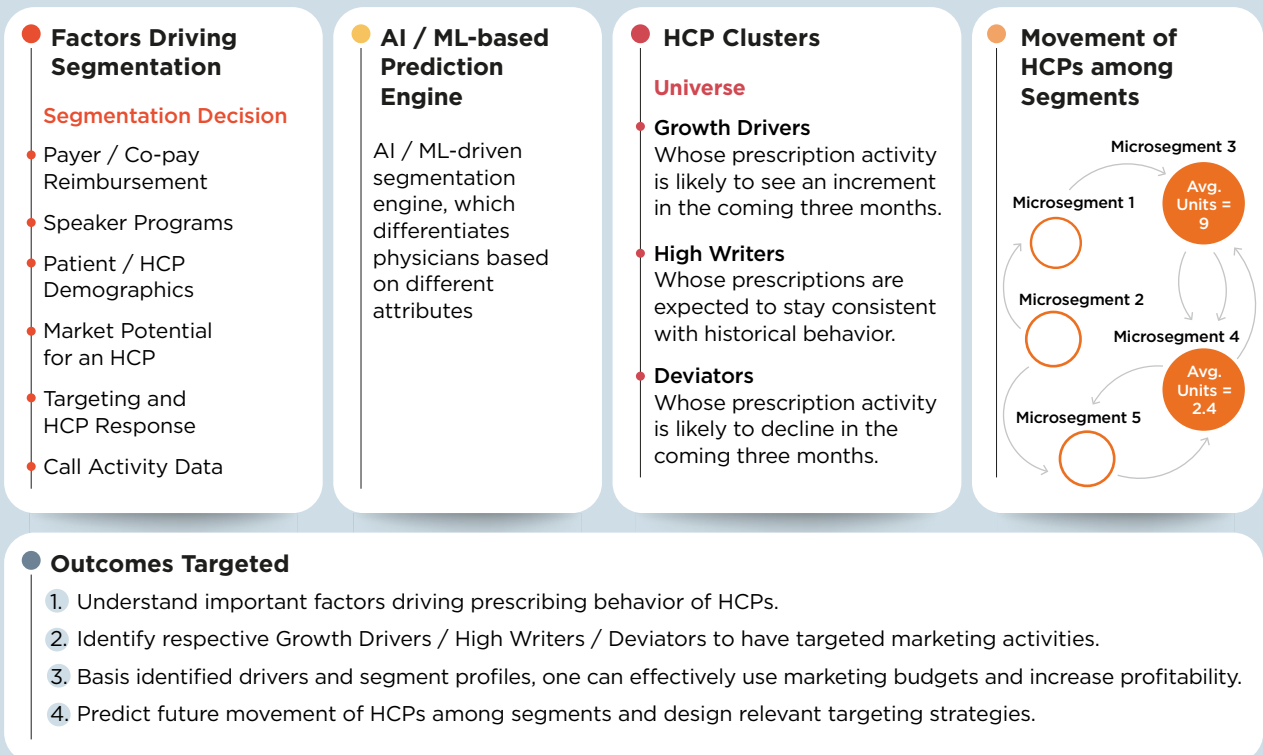 Factors Driving
Segmentation
Segmentation Decision
Payer / Co-pay
Reimbursement
Speaker Programs
Patient / HCP
Demographics
Market Potential
for an HCP
Targeting and
HCP Response
Call Activity Data
AI / ML-based
Prediction
Engine
AI / ML-driven
segmentation
engine, which
differentiates
physicians based
on different
attributes
HCP Clusters
Universe
Growth Drivers
Whose prescription activity
is likely to see an increment
in the coming three months.
High Writers
Whose prescriptions are
expected to stay consistent
with historical behavior.
Deviators
Whose prescription activity
is likely to decline in the
coming three months.
Movement of
HCPs among
Segments
Microsegment 3
Avg.
Units =
9
Microsegment 1
Microsegment 2
Microsegment 4
Avg.
Units =
2.4
Microsegment 5
Outcomes Targeted
1. Understand important factors driving prescribing behavior of HCPs.
2. Identify respective Growth Drivers / High Writers / Deviators to have targeted marketing activities.
3. Basis identified drivers and segment profiles, one can effectively use marketing budgets and increase profitability.
4. Predict future movement of HCPs among segments and design relevant targeting strategies.